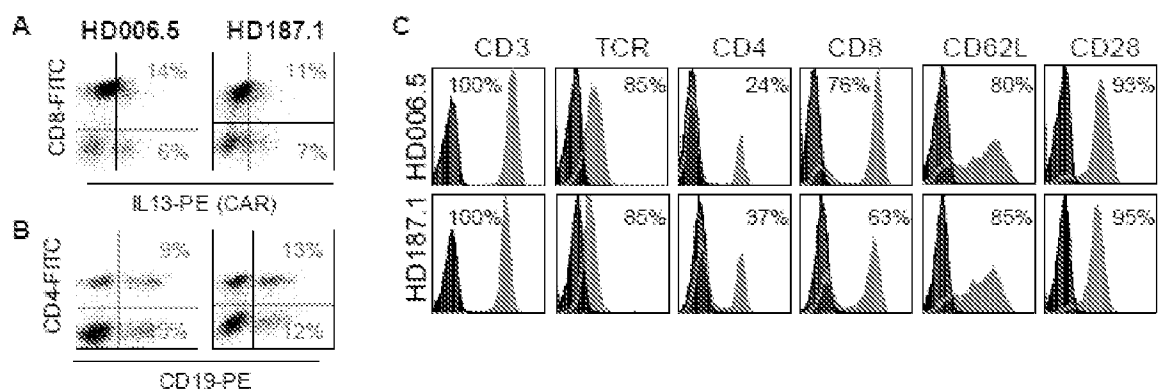 A
HD006.5 HD187.1
CD8-FITC
14% 11%
6% 7%
IL13-PE (CAR)
B
CD4-FITC
9% 13%
12%
CD19-PE
C
CD3 TCR CD4 CD8 CD62L CD28
HD006.5
100% 85% 24% 76% 80% 93%
HD187.1
100% 85% 37% 63% 85% 95%